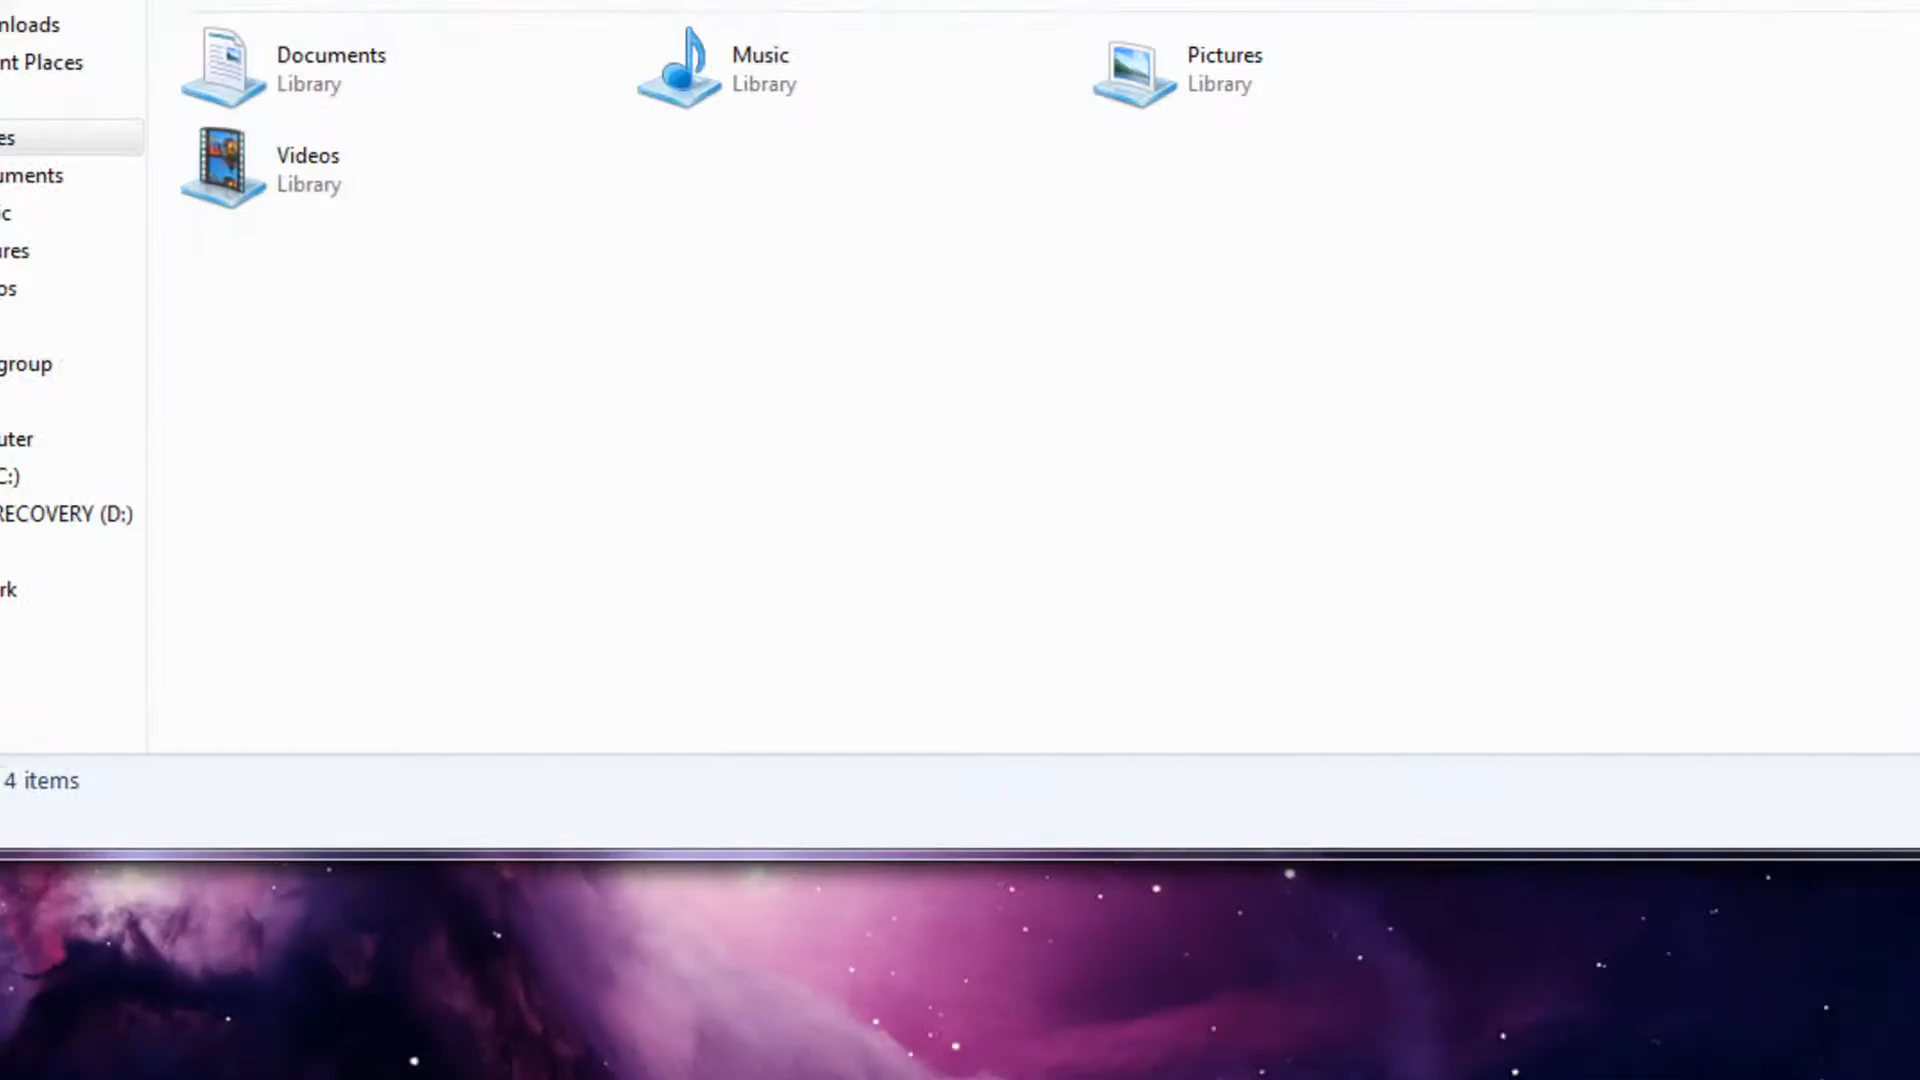 nloads
nt Places
es
uments
ic
ures
os
group
uter
C:)
RECOVERY (D:)
rk
Documents
Library
Music
Library
Pictures
Library
Videos
Library
4 items